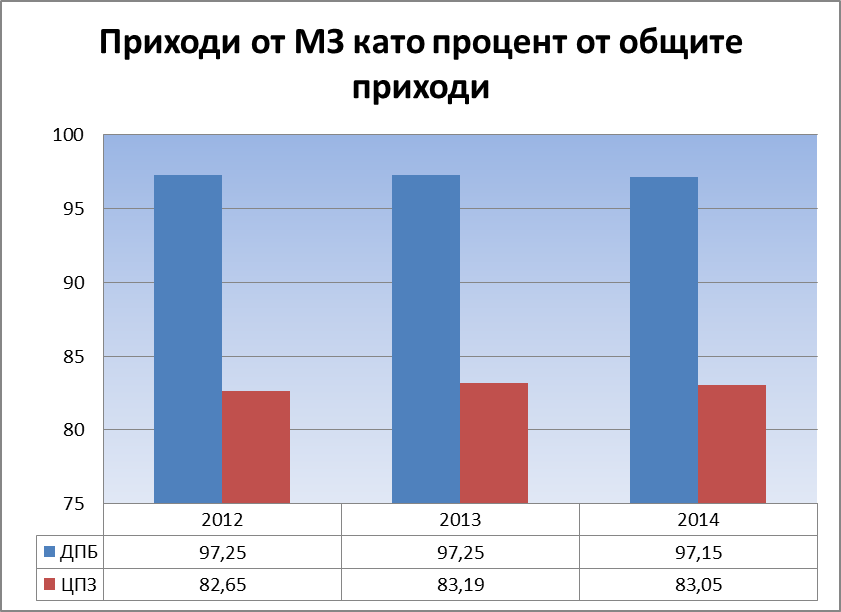 Приходи от МЗ като процент от общите
приходи
100
95
90
85
80
75
2012 2013 2014
ДПБ 97,25 97,25 97,15
ЦПЗ 82,65 83,19 83,05